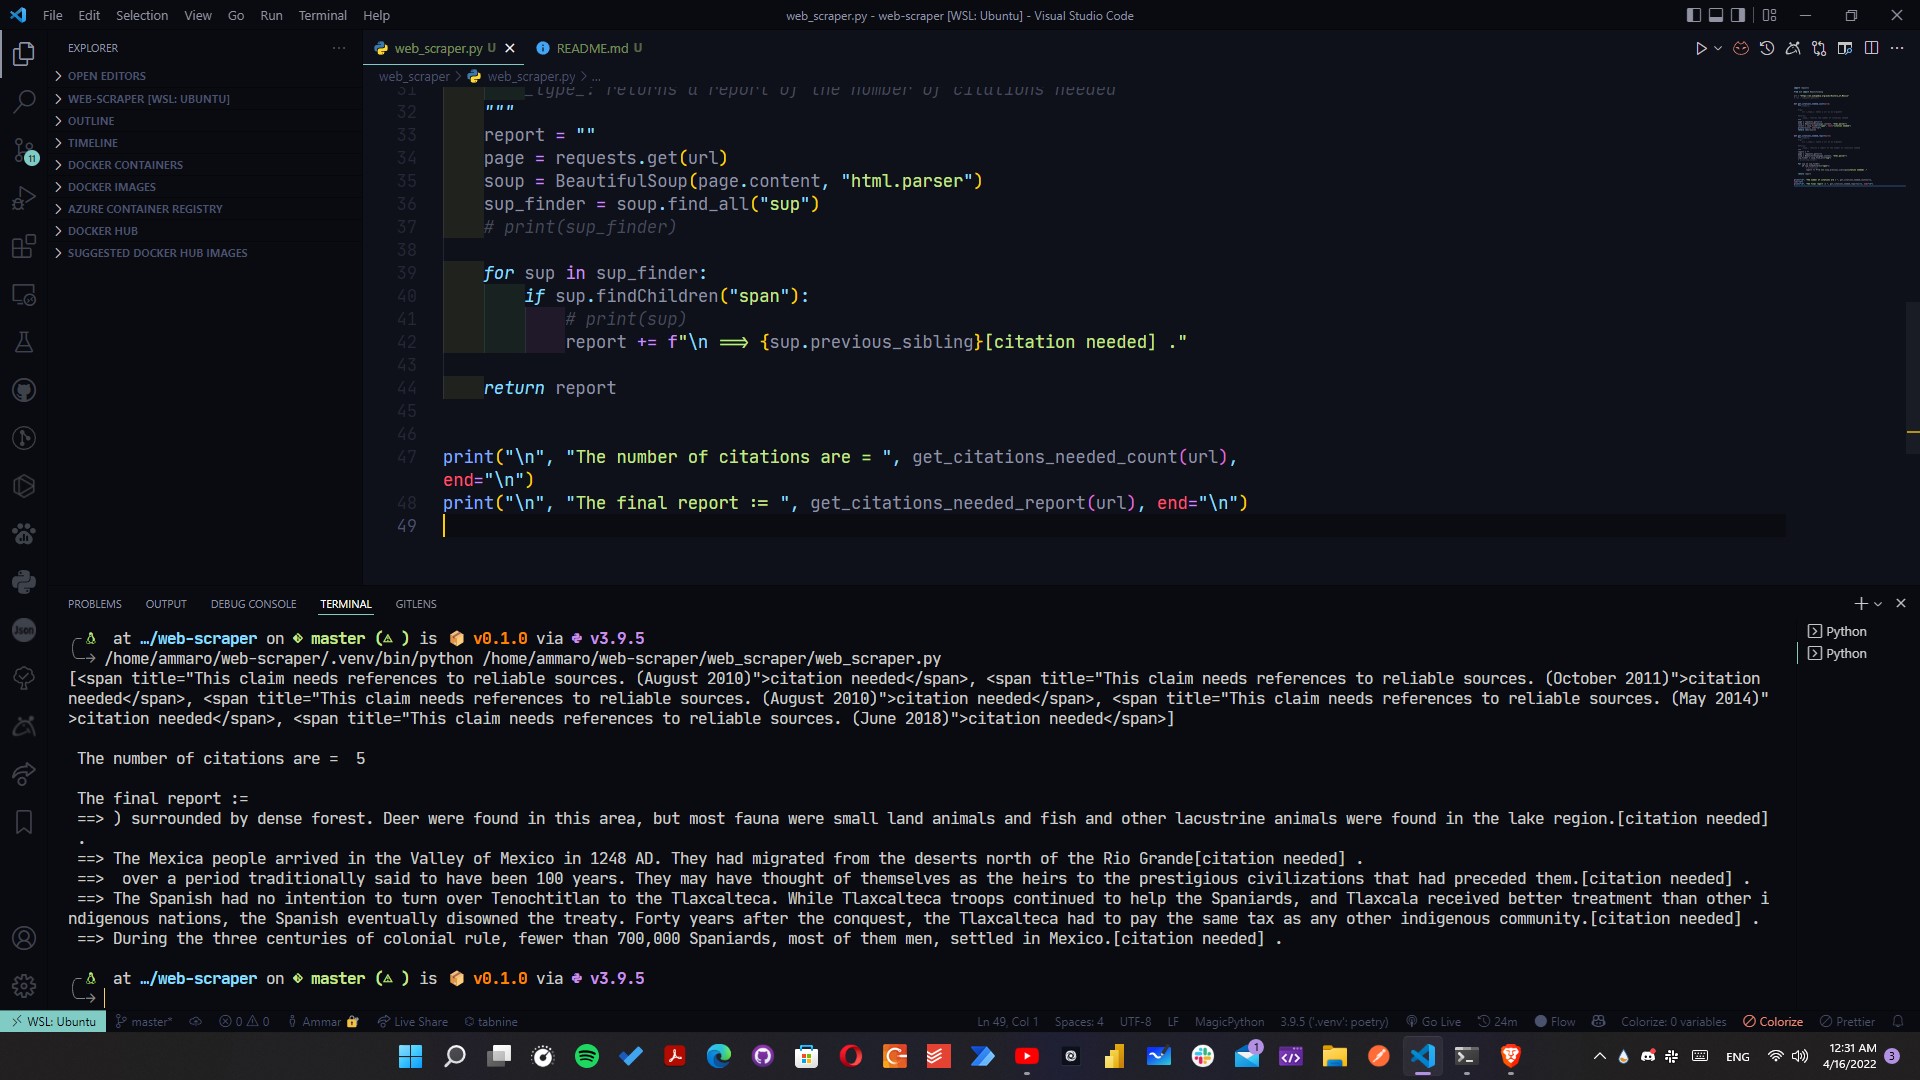 File Edit Selection View Go Run Terminal Help
web_scraper.py - web-scraper [WSL: Ubuntu] - Visual Studio Code
EXPLORER
OPEN EDITORS
WEB-SCRAPER [WSL: UBUNTU]
OUTLINE
TIMELINE
DOCKER CONTAINERS
DOCKER IMAGES
AZURE CONTAINER REGISTRY
DOCKER HUB
SUGGESTED DOCKER HUB IMAGES
11
Json
web_scraper.py U
README.md U
web_scraper > web_scraper.py > ...
31 _type_: returns a report of the nomber of citations needed
32 """
33 report = ""
34 page = requests.get(url)
35 soup = BeautifulSoup(page.content, "html.parser")
36 sup_finder = soup.find_all("sup")
37 # print(sup_finder)
38
39 for sup in sup_finder:
40 if sup.findChildren("span"):
41 # print(sup)
42 report += f"\n ==> {sup.previous_sibling}[citation needed] ."
43
44 return report
45
46
47 print("\n", "The number of citations are = ", get_citations_needed_count(url),
end="\n")
48 print("\n", "The final report := ", get_citations_needed_report(url), end="\n")
49
PROBLEMS OUTPUT DEBUG CONSOLE TERMINAL GITLENS
Python
Python
at …/web-scraper on master (⚠ ) is 📦 v0.1.0 via v3.9.5
/home/ammaro/web-scraper/.venv/bin/python /home/ammaro/web-scraper/web_scraper/web_scraper.py
[<span title="This claim needs references to reliable sources. (August 2010)">citation needed</span>, <span title="This claim needs references to reliable sources. (October 2011)">citation
needed</span>, <span title="This claim needs references to reliable sources. (August 2010)">citation needed</span>, <span title="This claim needs references to reliable sources. (May 2014)"
>citation needed</span>, <span title="This claim needs references to reliable sources. (June 2018)">citation needed</span>]
The number of citations are =  5
The final report :=
==> ) surrounded by dense forest. Deer were found in this area, but most fauna were small land animals and fish and other lacustrine animals were found in the lake region.[citation needed]
.
==> The Mexica people arrived in the Valley of Mexico in 1248 AD. They had migrated from the deserts north of the Rio Grande[citation needed] .
==>  over a period traditionally said to have been 100 years. They may have thought of themselves as the heirs to the prestigious civilizations that had preceded them.[citation needed] .
==> The Spanish had no intention to turn over Tenochtitlan to the Tlaxcalteca. While Tlaxcalteca troops continued to help the Spaniards, and Tlaxcala received better treatment than other i
ndigenous nations, the Spanish eventually disowned the treaty. Forty years after the conquest, the Tlaxcalteca had to pay the same tax as any other indigenous community.[citation needed] .
==> During the three centuries of colonial rule, fewer than 700,000 Spaniards, most of them men, settled in Mexico.[citation needed] .
at …/web-scraper on master (⚠ ) is 📦 v0.1.0 via v3.9.5
WSL: Ubuntu master* 0 0 Ammar Live Share tabnine Ln 49, Col 1 Spaces: 4 UTF-8 LF MagicPython 3.9.5 ('.venv': poetry) Go Live 24m Flow Colorize: 0 variables Colorize Prettier
1
ENG
12:31 AM
4/16/2022
3